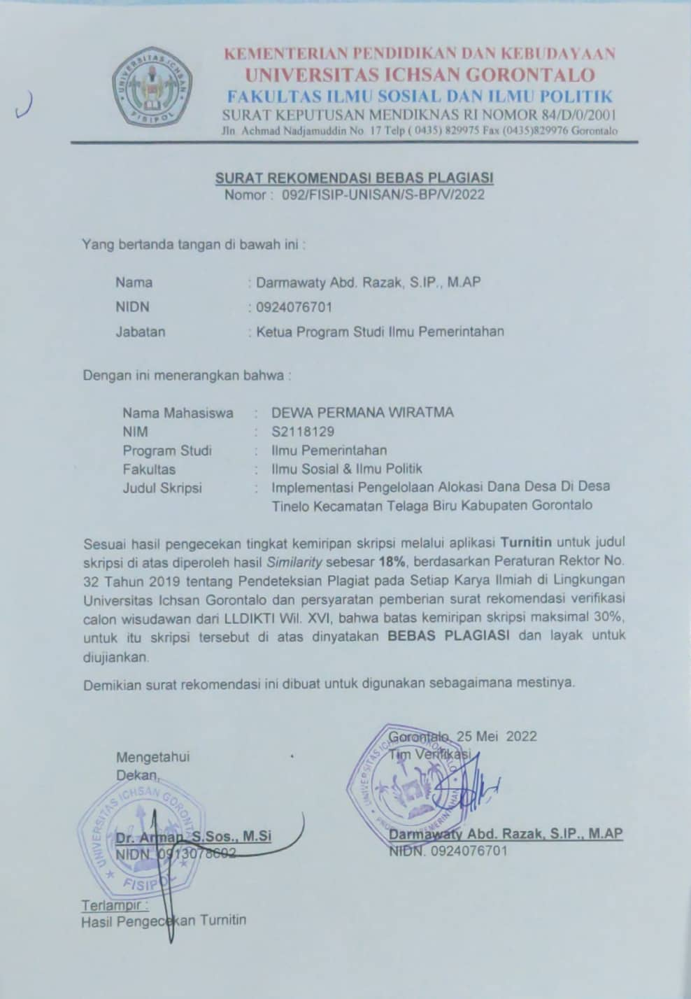 KEMENTERIAN PENDIDIKAN DAN KEBUDAYAAN
UNIVERSITAS ICHSAN GORONTALO
FAKULTAS ILMU SOSIAL DAN ILMU POLITIK
SURAT KEPUTUSAN MENDIKNAS RI NOMOR 84/D/0/2001
Jln. Achmad Nadjamuddin No. 17 Telp ( 0435) 829975 Fax (0435)829976 Gorontalo
UNIVERSITAS ICHSAN
FISIPOL
SURAT REKOMENDASI BEBAS PLAGIASI
Nomor : 092/FISIP-UNISAN/S-BP/V/2022
Yang bertanda tangan di bawah ini :
Nama : Darmawaty Abd. Razak, S.IP., M.AP
NIDN : 0924076701
Jabatan : Ketua Program Studi Ilmu Pemerintahan
Dengan ini menerangkan bahwa :
Nama Mahasiswa : DEWA PERMANA WIRATMA
NIM : S2118129
Program Studi : Ilmu Pemerintahan
Fakultas : Ilmu Sosial & Ilmu Politik
Judul Skripsi : Implementasi Pengelolaan Alokasi Dana Desa Di Desa
Tinelo Kecamatan Telaga Biru Kabupaten Gorontalo
Sesuai hasil pengecekan tingkat kemiripan skripsi melalui aplikasi Turnitin untuk judul
skripsi di atas diperoleh hasil Similarity sebesar 18%, berdasarkan Peraturan Rektor No.
32 Tahun 2019 tentang Pendeteksian Plagiat pada Setiap Karya Ilmiah di Lingkungan
Universitas Ichsan Gorontalo dan persyaratan pemberian surat rekomendasi verifikasi
calon wisudawan dari LLDIKTI Wil. XVI, bahwa batas kemiripan skripsi maksimal 30%,
untuk itu skripsi tersebut di atas dinyatakan BEBAS PLAGIASI dan layak untuk
diujiankan.
Demikian surat rekomendasi ini dibuat untuk digunakan sebagaimana mestinya.
Gorontalo, 25 Mei 2022
Tim Verifikasi
Mengetahui
Dekan,
UNIVERSITAS ICHSAN GORONTALO
UNIVERSITAS ICHSAN GORONTALO
FISIPOL
Darmawaty Abd. Razak, S.IP., M.AP
NIDN. 0924076701
Dr. Arman, S.Sos., M.Si
NIDN. 0913078602
Terlampir :
Hasil Pengecekan Turnitin